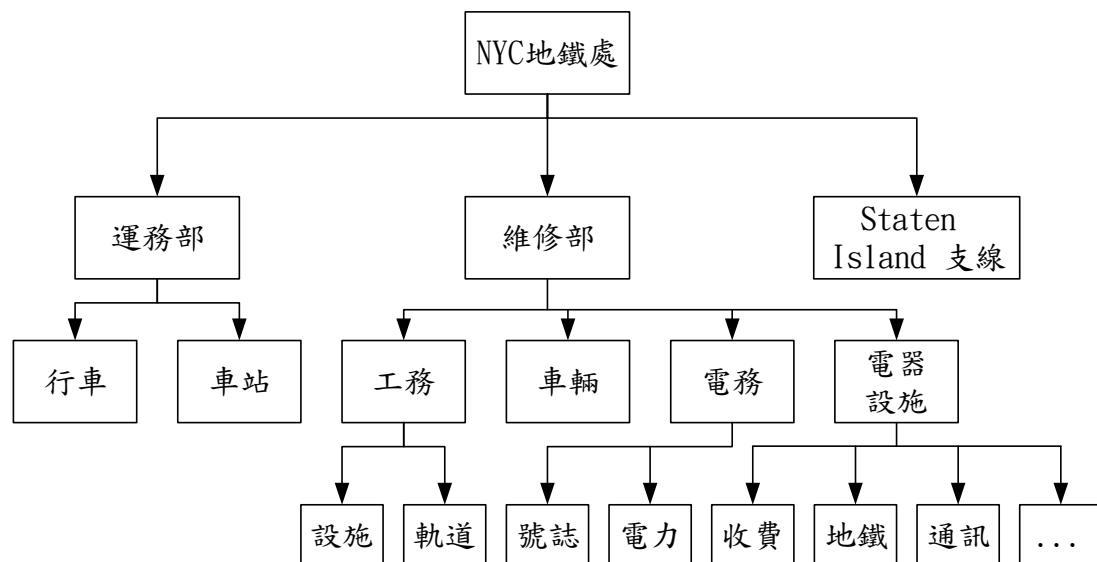 NYC地鐵處
運務部
維修部
Staten
Island 支線
行車
車站
工務
車輛
電務
電器
設施
設施
軌道
號誌
電力
收費
地鐵
通訊
...